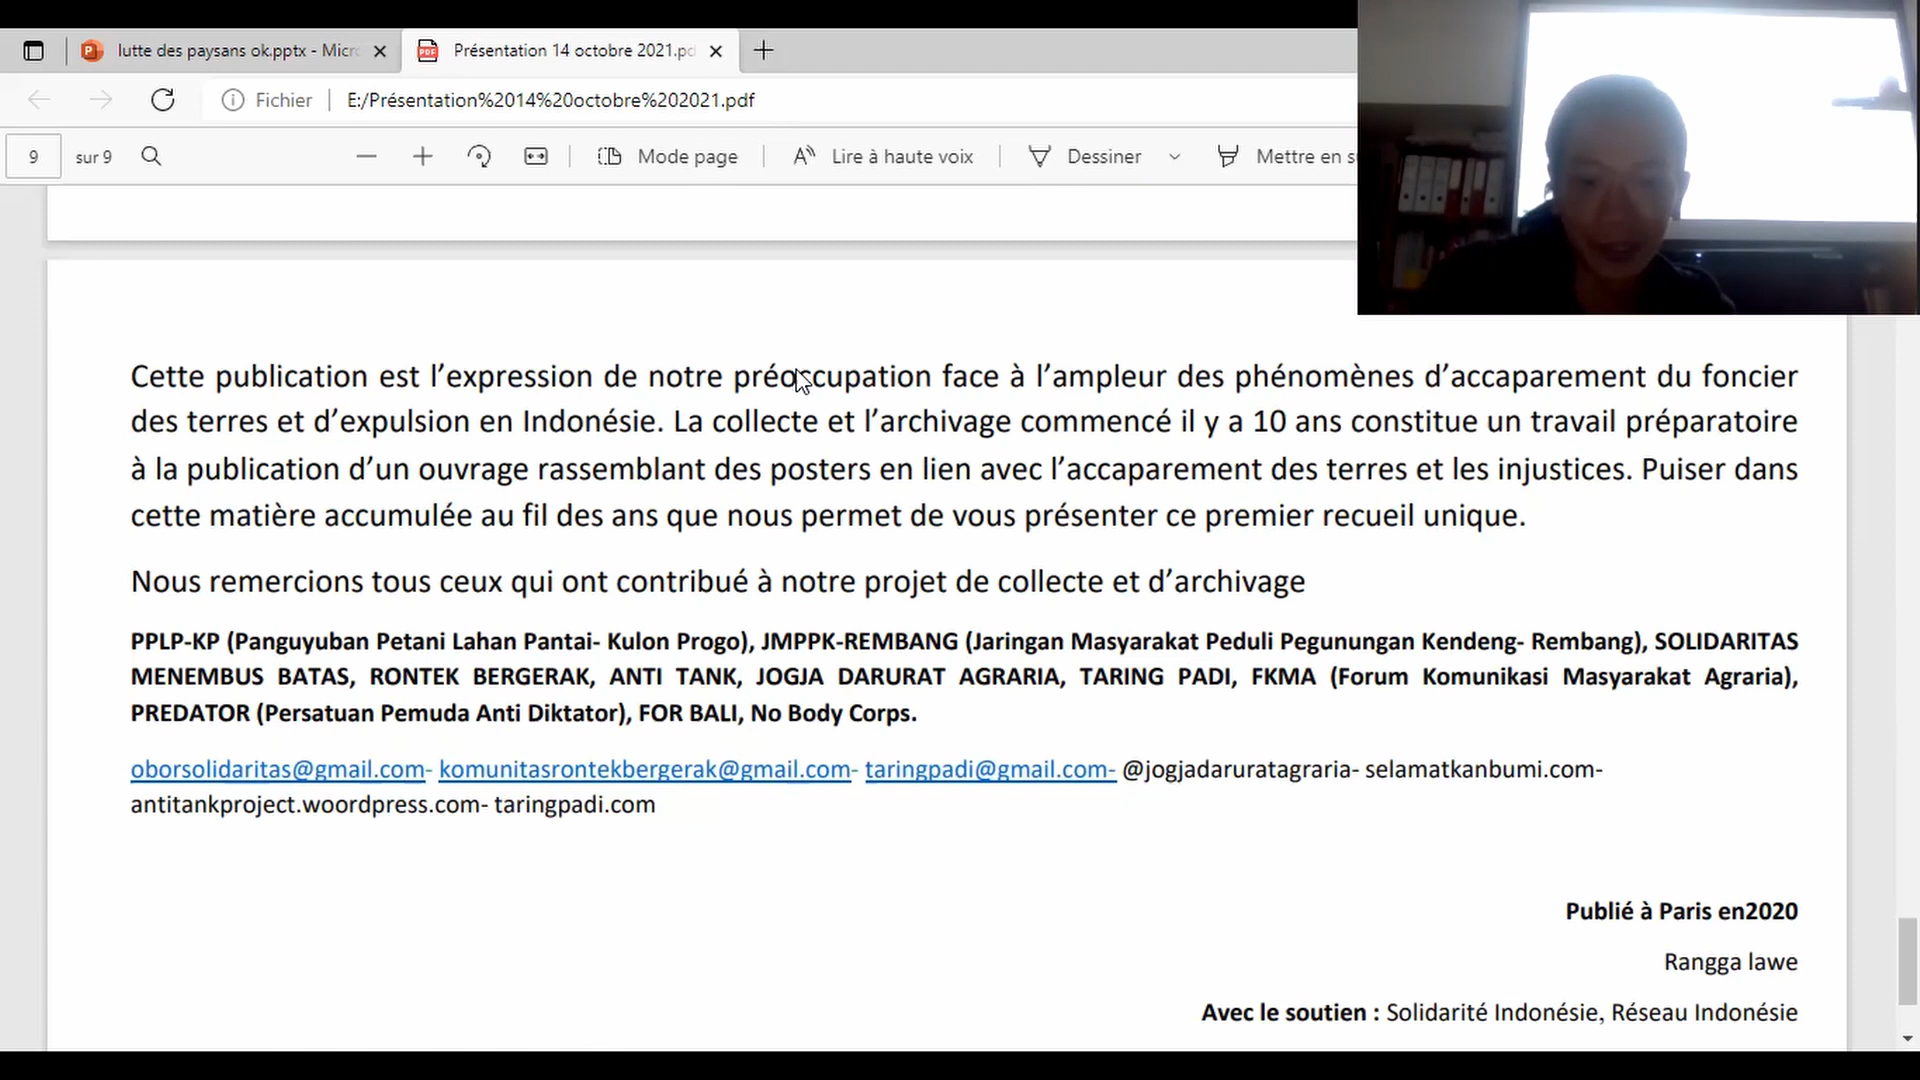 lutte des paysans ok.pptx - Micr
Présentation 14 octobre 2021.pd
Fichier
E:/Présentation%2014%20octobre%202021.pdf
9 sur 9
Mode page
Lire à haute voix
Dessiner
Mettre en su
Cette publication est l’expression de notre préoccupation face à l’ampleur des phénomènes d’accaparement du foncier
des terres et d’expulsion en Indonésie. La collecte et l’archivage commencé il y a 10 ans constitue un travail préparatoire
à la publication d’un ouvrage rassemblant des posters en lien avec l’accaparement des terres et les injustices. Puiser dans
cette matière accumulée au fil des ans que nous permet de vous présenter ce premier recueil unique.
Nous remercions tous ceux qui ont contribué à notre projet de collecte et d’archivage
PPLP-KP (Panguyuban Petani Lahan Pantai- Kulon Progo), JMPPK-REMBANG (Jaringan Masyarakat Peduli Pegunungan Kendeng- Rembang), SOLIDARITAS
MENEMBUS BATAS, RONTEK BERGERAK, ANTI TANK, JOGJA DARURAT AGRARIA, TARING PADI, FKMA (Forum Komunikasi Masyarakat Agraria),
PREDATOR (Persatuan Pemuda Anti Diktator), FOR BALI, No Body Corps.
oborsolidaritas@gmail.com- komunitasrontekbergerak@gmail.com- taringpadi@gmail.com- @jogjadaruratagraria- selamatkanbumi.com-
antitankproject.woordpress.com- taringpadi.com
Publié à Paris en2020
Rangga lawe
Avec le soutien : Solidarité Indonésie, Réseau Indonésie